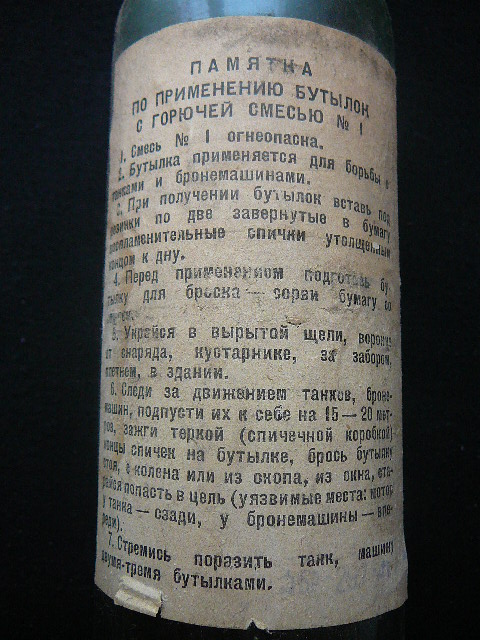 ПАМЯТКА
ПО ПРИМЕНЕНИЮ БУТЫЛОК
С ГОРЮЧЕЙ СМЕСЬЮ № 1
1. Смесь № 1 огнеопасна.
2. Бутылка применяется для борьбы с
танками и бронемашинами.
3. При получении бутылок вставь под
резинки по две завернутые в бумагу
воспламенительные спички утолщенным
концом к дну.
4. Перед применением подготовь бу-
тылку для броска — сорви бумагу со
спичек.
5. Укройся в вырытой щели, воронке
от снаряда, кустарнике, за забором,
плетнем, в здании.
6. Следи за движением танков, броне-
машин, подпусти их к себе на 15—20 мет-
ров, зажги теркой (спичечной коробкой)
концы спичек на бутылке, брось бутылку
стоя, с колена или из окопа, из окна, ста-
райся попасть в цель (уязвимые места: мотор
у танка — сзади, у бронемашины — впе-
реди).
7. Стремись поразить танк, машину
двумя-тремя бутылками.